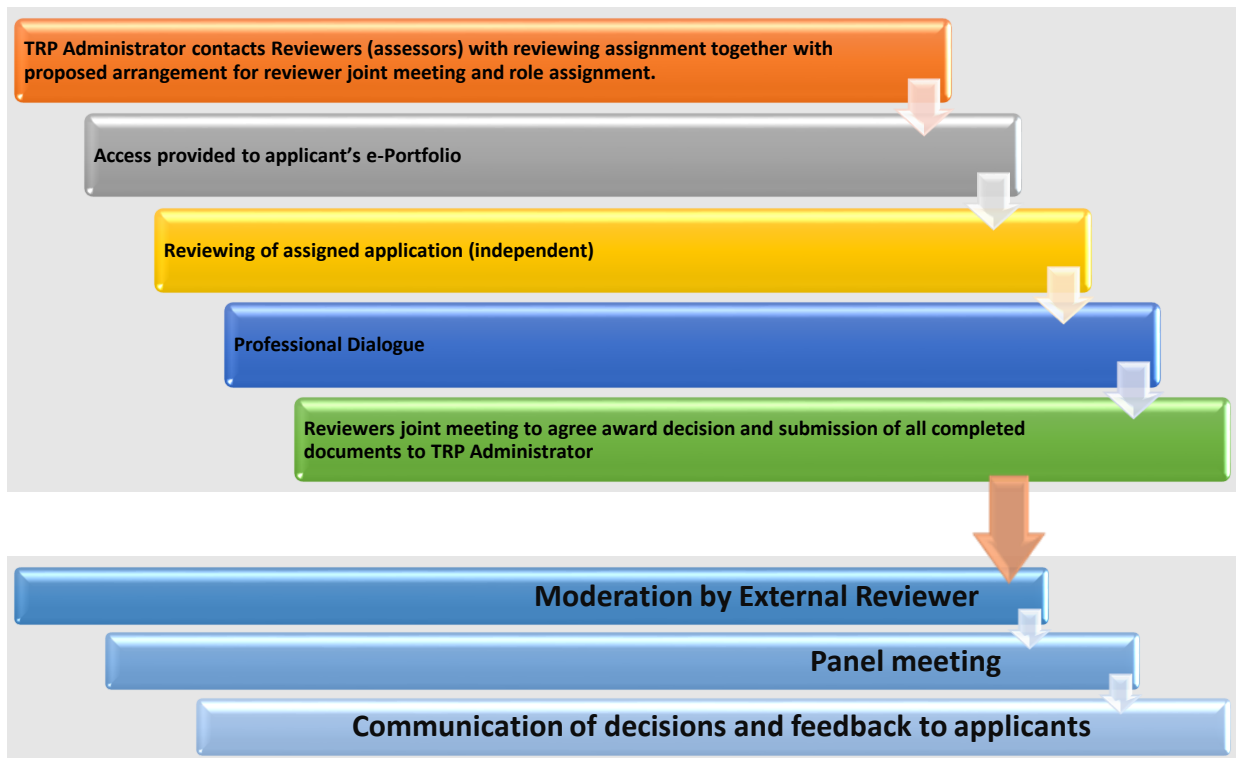 TRP Administrator contacts Reviewers (assessors) with reviewing assignment together with
proposed arrangement for reviewer joint meeting and role assignment.
Access provided to applicant’s e-Portfolio
Reviewing of assigned application (independent)
Professional Dialogue
Reviewers joint meeting to agree award decision and submission of all completed
documents to TRP Administrator
Moderation by External Reviewer
Panel meeting
Communication of decisions and feedback to applicants